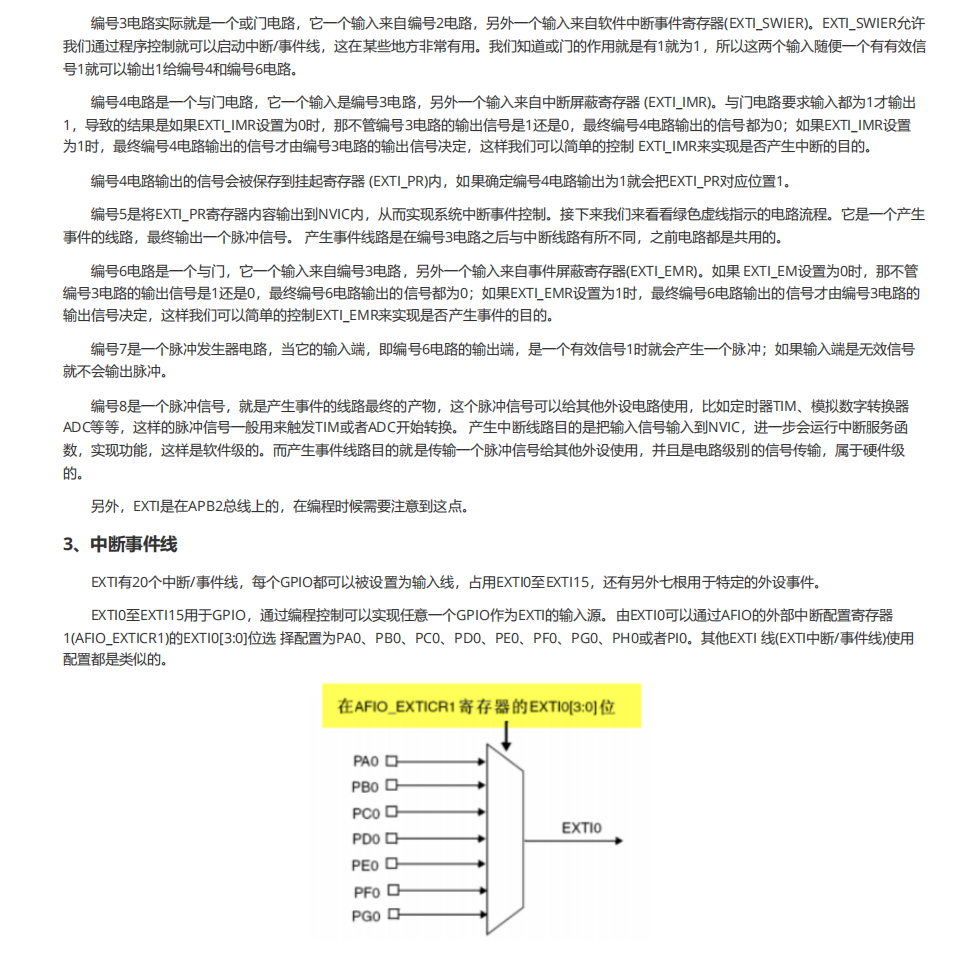 编号3电路实际就是一个或门电路，它一个输入来自编号2电路，另外一个输入来自软件中断事件寄存器(EXTI_SWIER)。EXTI_SWIER允许
我们通过程序控制就可以启动中断/事件线，这在某些地方非常有用。我们知道或门的作用就是有1就为1，所以这两个输入随便一个有有效信
号1就可以输出1给编号4和编号6电路。
编号4电路是一个与门电路，它一个输入是编号3电路，另外一个输入来自中断屏蔽寄存器 (EXTI_IMR)。与门电路要求输入都为1才输出
1，导致的结果是如果EXTI_IMR设置为0时，那不管编号3电路的输出信号是1还是0，最终编号4电路输出的信号都为0；如果EXTI_IMR设置
为1时，最终编号4电路输出的信号才由编号3电路的输出信号决定，这样我们可以简单的控制 EXTI_IMR来实现是否产生中断的目的。
编号4电路输出的信号会被保存到挂起寄存器 (EXTI_PR)内，如果确定编号4电路输出为1就会把EXTI_PR对应位置1。
编号5是将EXTI_PR寄存器内容输出到NVIC内，从而实现系统中断事件控制。接下来我们来看看绿色虚线指示的电路流程。它是一个产生
事件的线路，最终输出一个脉冲信号。 产生事件线路是在编号3电路之后与中断线路有所不同，之前电路都是共用的。
编号6电路是一个与门，它一个输入来自编号3电路，另外一个输入来自事件屏蔽寄存器(EXTI_EMR)。如果 EXTI_EM设置为0时，那不管
编号3电路的输出信号是1还是0，最终编号6电路输出的信号都为0；如果EXTI_EMR设置为1时，最终编号6电路输出的信号才由编号3电路的
输出信号决定，这样我们可以简单的控制EXTI_EMR来实现是否产生事件的目的。
编号7是一个脉冲发生器电路，当它的输入端，即编号6电路的输出端，是一个有效信号1时就会产生一个脉冲；如果输入端是无效信号
就不会输出脉冲。
编号8是一个脉冲信号，就是产生事件的线路最终的产物，这个脉冲信号可以给其他外设电路使用，比如定时器TIM、模拟数字转换器
ADC等等，这样的脉冲信号一般用来触发TIM或者ADC开始转换。 产生中断线路目的是把输入信号输入到NVIC，进一步会运行中断服务函
数，实现功能，这样是软件级的。而产生事件线路目的就是传输一个脉冲信号给其他外设使用，并且是电路级别的信号传输，属于硬件级
的。
另外，EXTI是在APB2总线上的，在编程时候需要注意到这点。
3、中断事件线
EXTI有20个中断/事件线，每个GPIO都可以被设置为输入线，占用EXTI0至EXTI15，还有另外七根用于特定的外设事件。
EXTI0至EXTI15用于GPIO，通过编程控制可以实现任意一个GPIO作为EXTI的输入源。 由EXTI0可以通过AFIO的外部中断配置寄存器
1(AFIO_EXTICR1)的EXTI0[3:0]位选 择配置为PA0、PB0、PC0、PD0、PE0、PF0、PG0、PH0或者PI0。其他EXTI 线(EXTI中断/事件线)使用
配置都是类似的。
在AFIO_EXTICR1寄存器的EXTI0[3:0]位
PA0
PB0
PC0
EXTI0
PD0
PE0
PF0
PG0